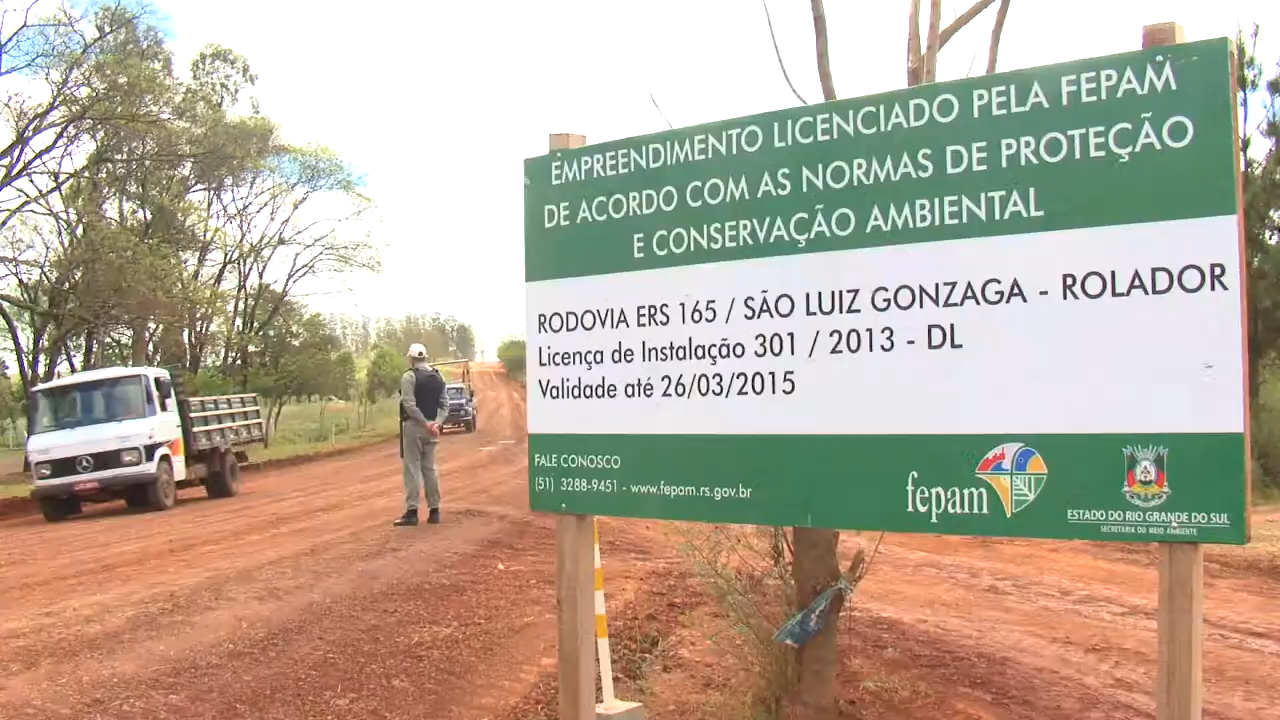 EMPREENDIMENTO LICENCIADO PELA FEPAM
DE ACORDO COM AS NORMAS DE PROTEÇÃO
E CONSERVAÇÃO AMBIENTAL
RODOVIA ERS 165 / SÃO LUIZ GONZAGA - ROLADOR
Licença de Instalação 301 / 2013 - DL
Validade até 26/03/2015
FALE CONOSCO
(51) 3288-9451 - www.fepam.rs.gov.br
fepam
ESTADO DO RIO GRANDE DO SUL
SECRETARIA DO MEIO AMBIENTE